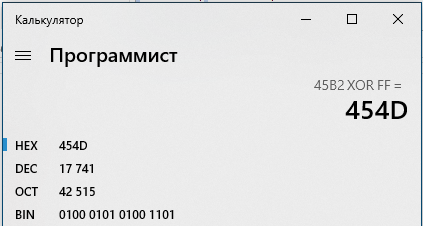 Калькулятор
Программист
45B2 XOR FF =
454D
HEX 454D
DEC 17 741
OCT 42 515
BIN 0100 0101 0100 1101